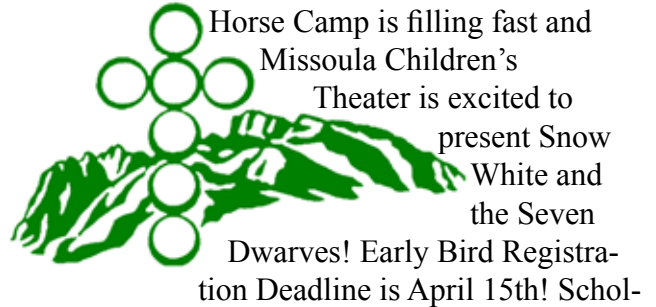 Horse Camp is filling fast and
Missoula Children’s
Theater is excited to
present Snow
White and
the Seven
Dwarves! Early Bird Registra-
tion Deadline is April 15th! Schol-